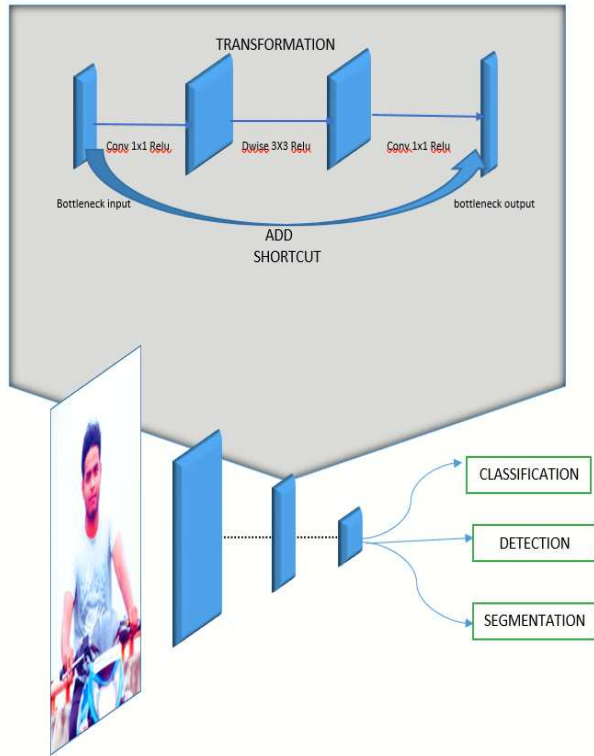 TRANSFORMATION
Conv 1x1 Relu
Dwise 3X3 Relu
Conv 1x1 Relu
Bottleneck input
bottleneck output
ADD
SHORTCUT
CLASSIFICATION
DETECTION
SEGMENTATION